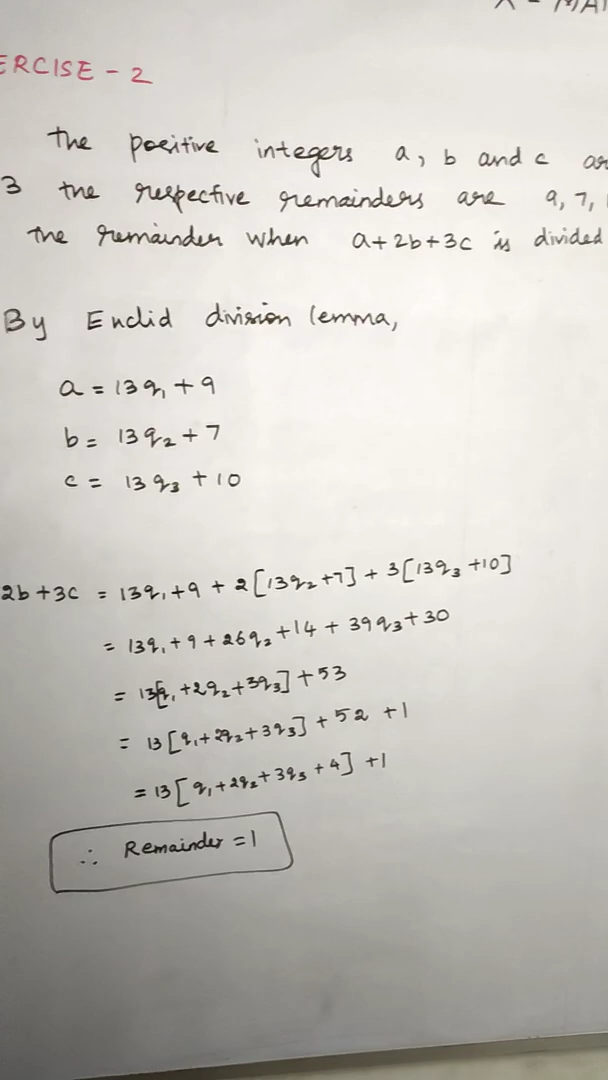 X - MAT
ERCISE - 2
The positive integers a, b and c are
3 the respective remainders are 9, 7, 1
the remainder when a+2b+3c is divided
By Euclid division lemma,
a = 13q₁ + 9
b = 13q₂ + 7
c = 13q₃ + 10
2b+3c = 13q₁+9 + 2[13q₂+7] + 3[13q₃+10]
= 13q₁+9+26q₂+14+39q₃+30
= 13[q₁+2q₂+3q₃]+53
= 13[q₁+2q₂+3q₃]+52+1
= 13[q₁+2q₂+3q₃+4]+1
∴ Remainder = 1